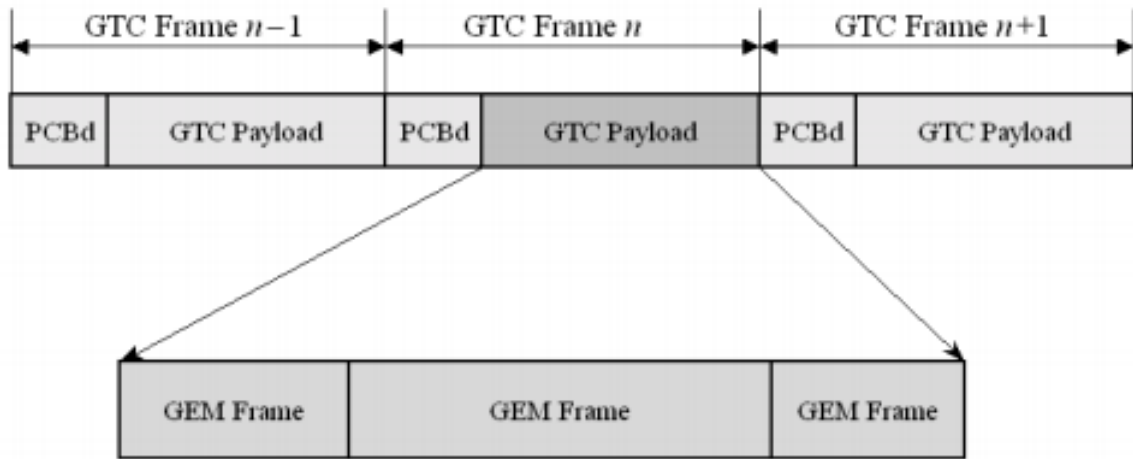 GTC Frame n−1 GTC Frame n GTC Frame n+1
PCBd GTC Payload PCBd GTC Payload PCBd GTC Payload
GEM Frame GEM Frame GEM Frame